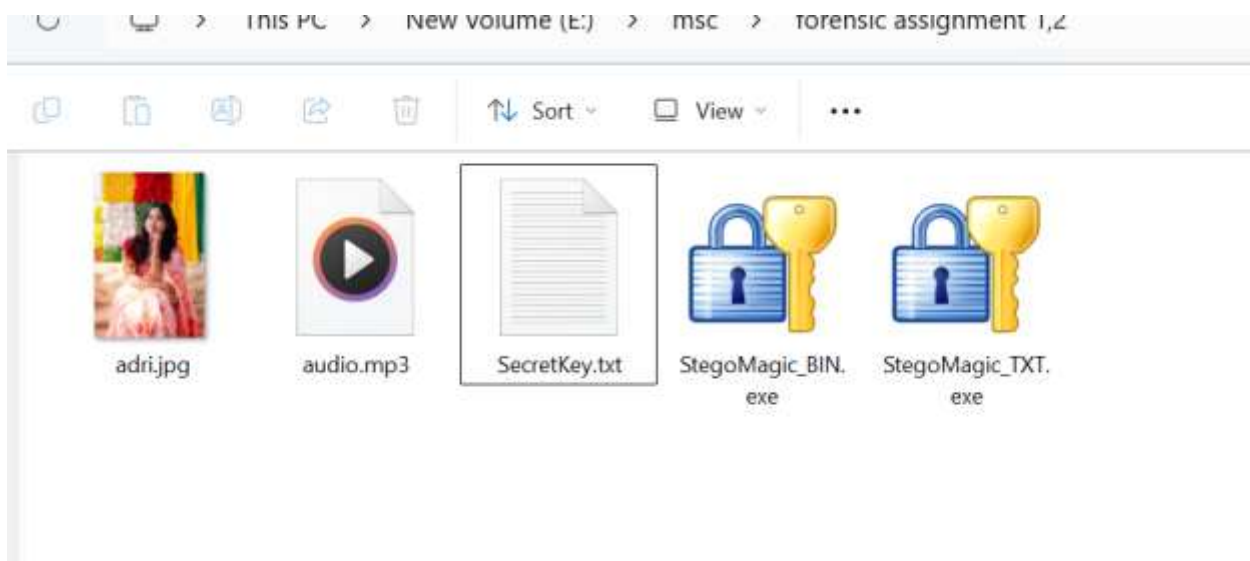 This PC > New Volume (E:) > msc > forensic assignment 1,2
Sort View •••
adri.jpg audio.mp3 SecretKey.txt StegoMagic_BIN.exe StegoMagic_TXT.exe